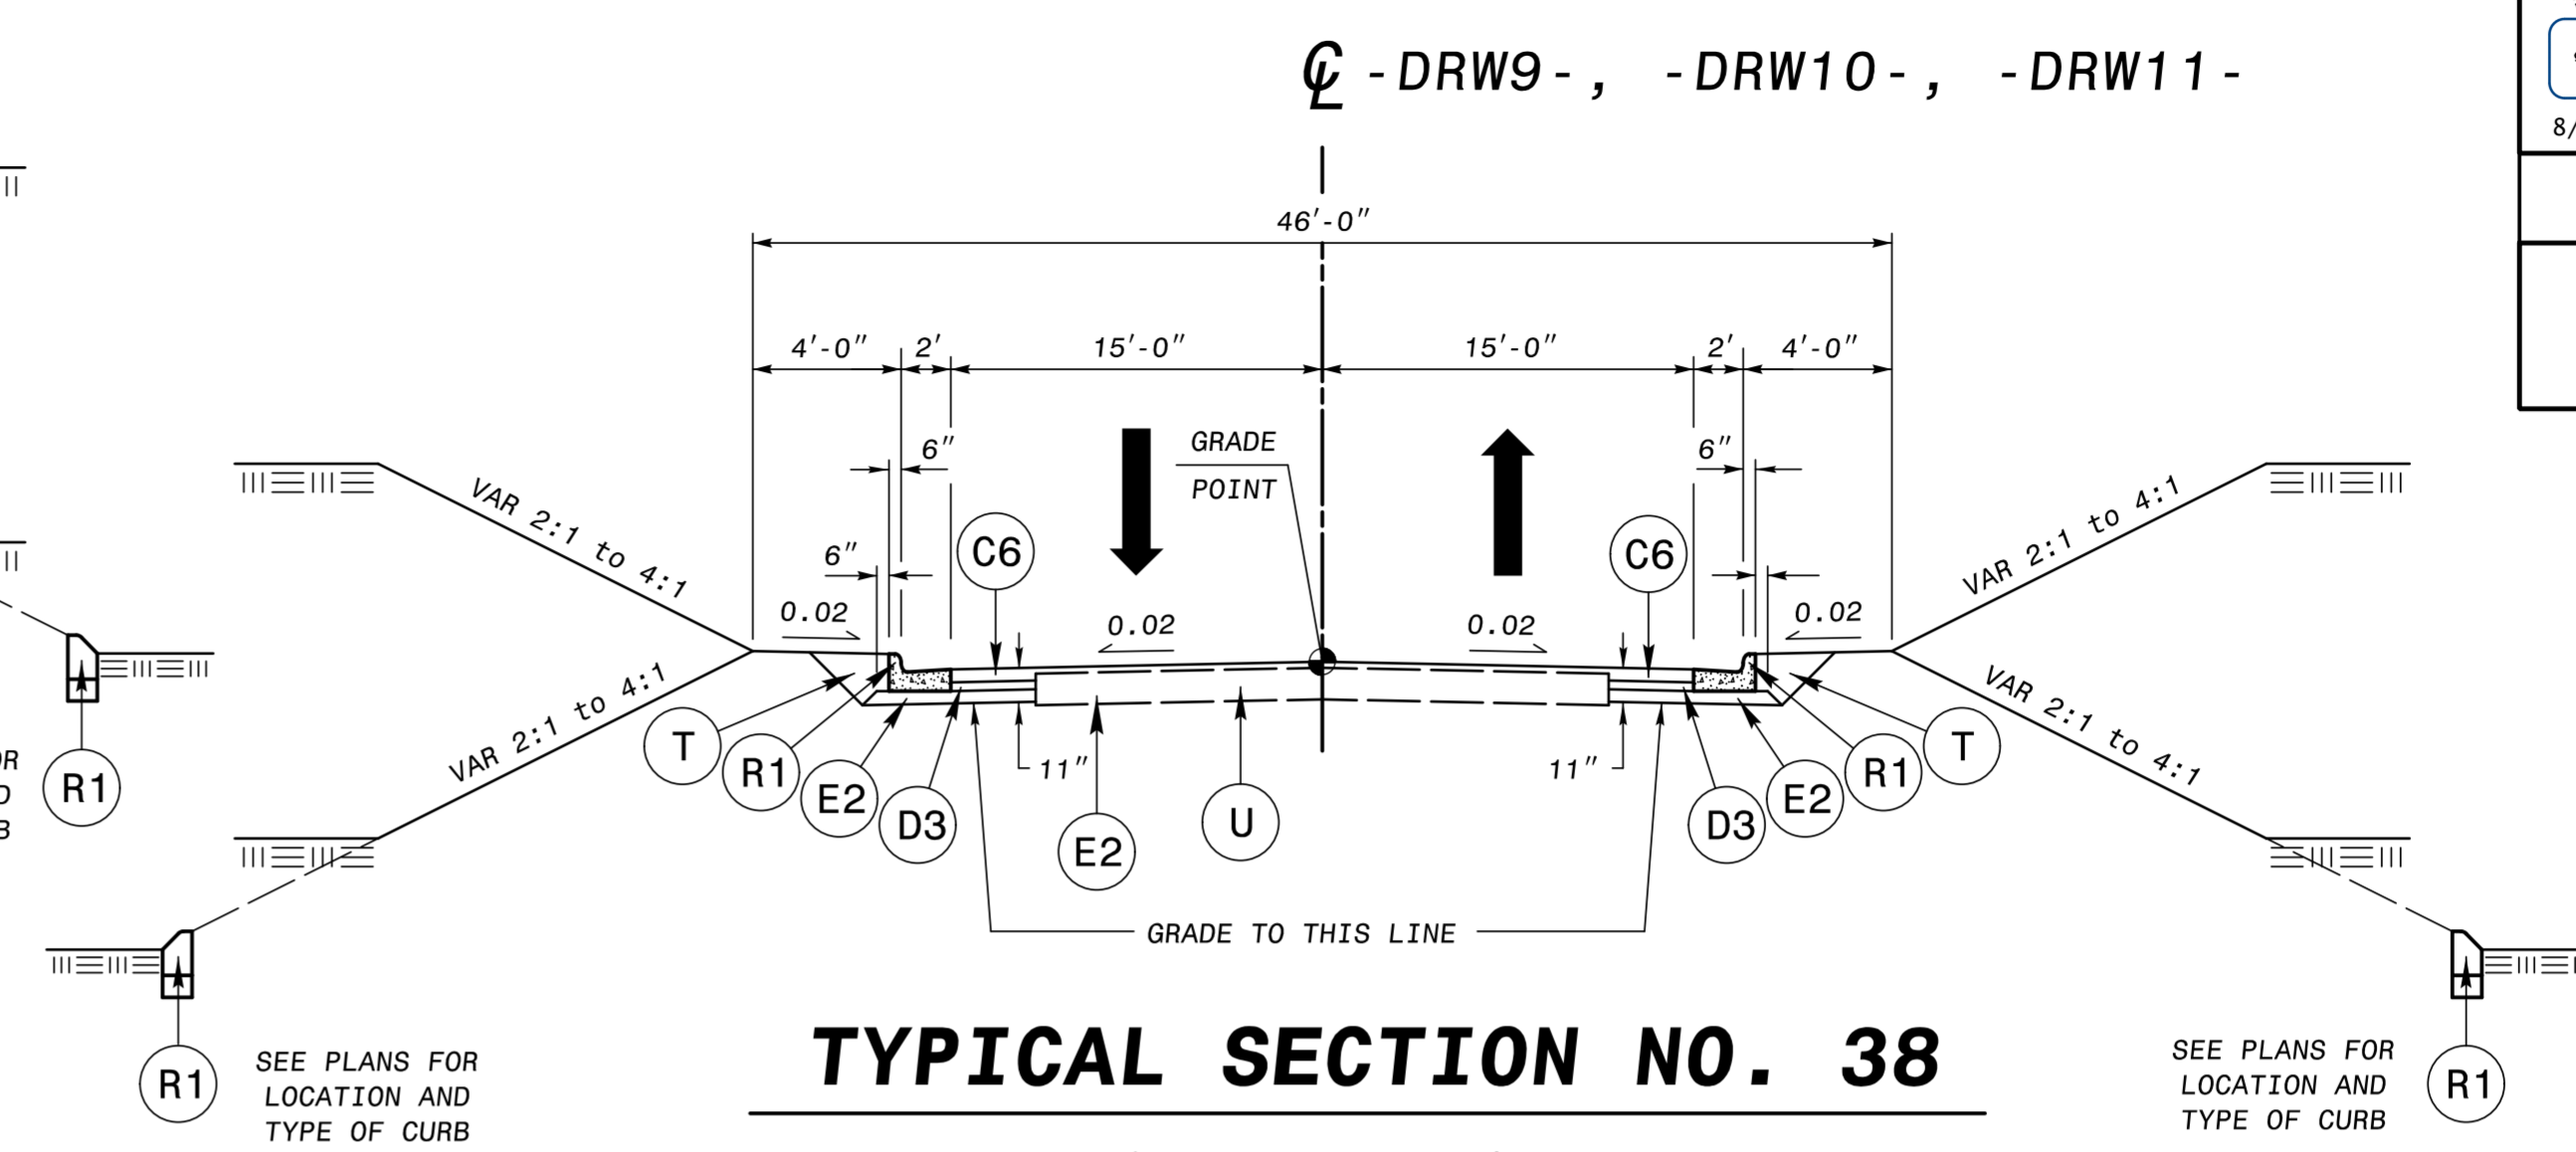 ℄ -DRW9-, -DRW10-, -DRW11-
8/
46'-0"
4'-0" 2' 15'-0" 15'-0" 2' 4'-0"
GRADE
POINT
6" 6"
C6 C6
6"
VAR 2:1 to 4:1 VAR 2:1 to 4:1
0.02 0.02 0.02 0.02
VAR 2:1 to 4:1 VAR 2:1 to 4:1
T R1 E2 D3 11" E2 U 11" D3 E2 R1 T
R1
GRADE TO THIS LINE
TYPICAL SECTION NO. 38
R1
SEE PLANS FOR
LOCATION AND
TYPE OF CURB
SEE PLANS FOR
LOCATION AND
TYPE OF CURB
R1